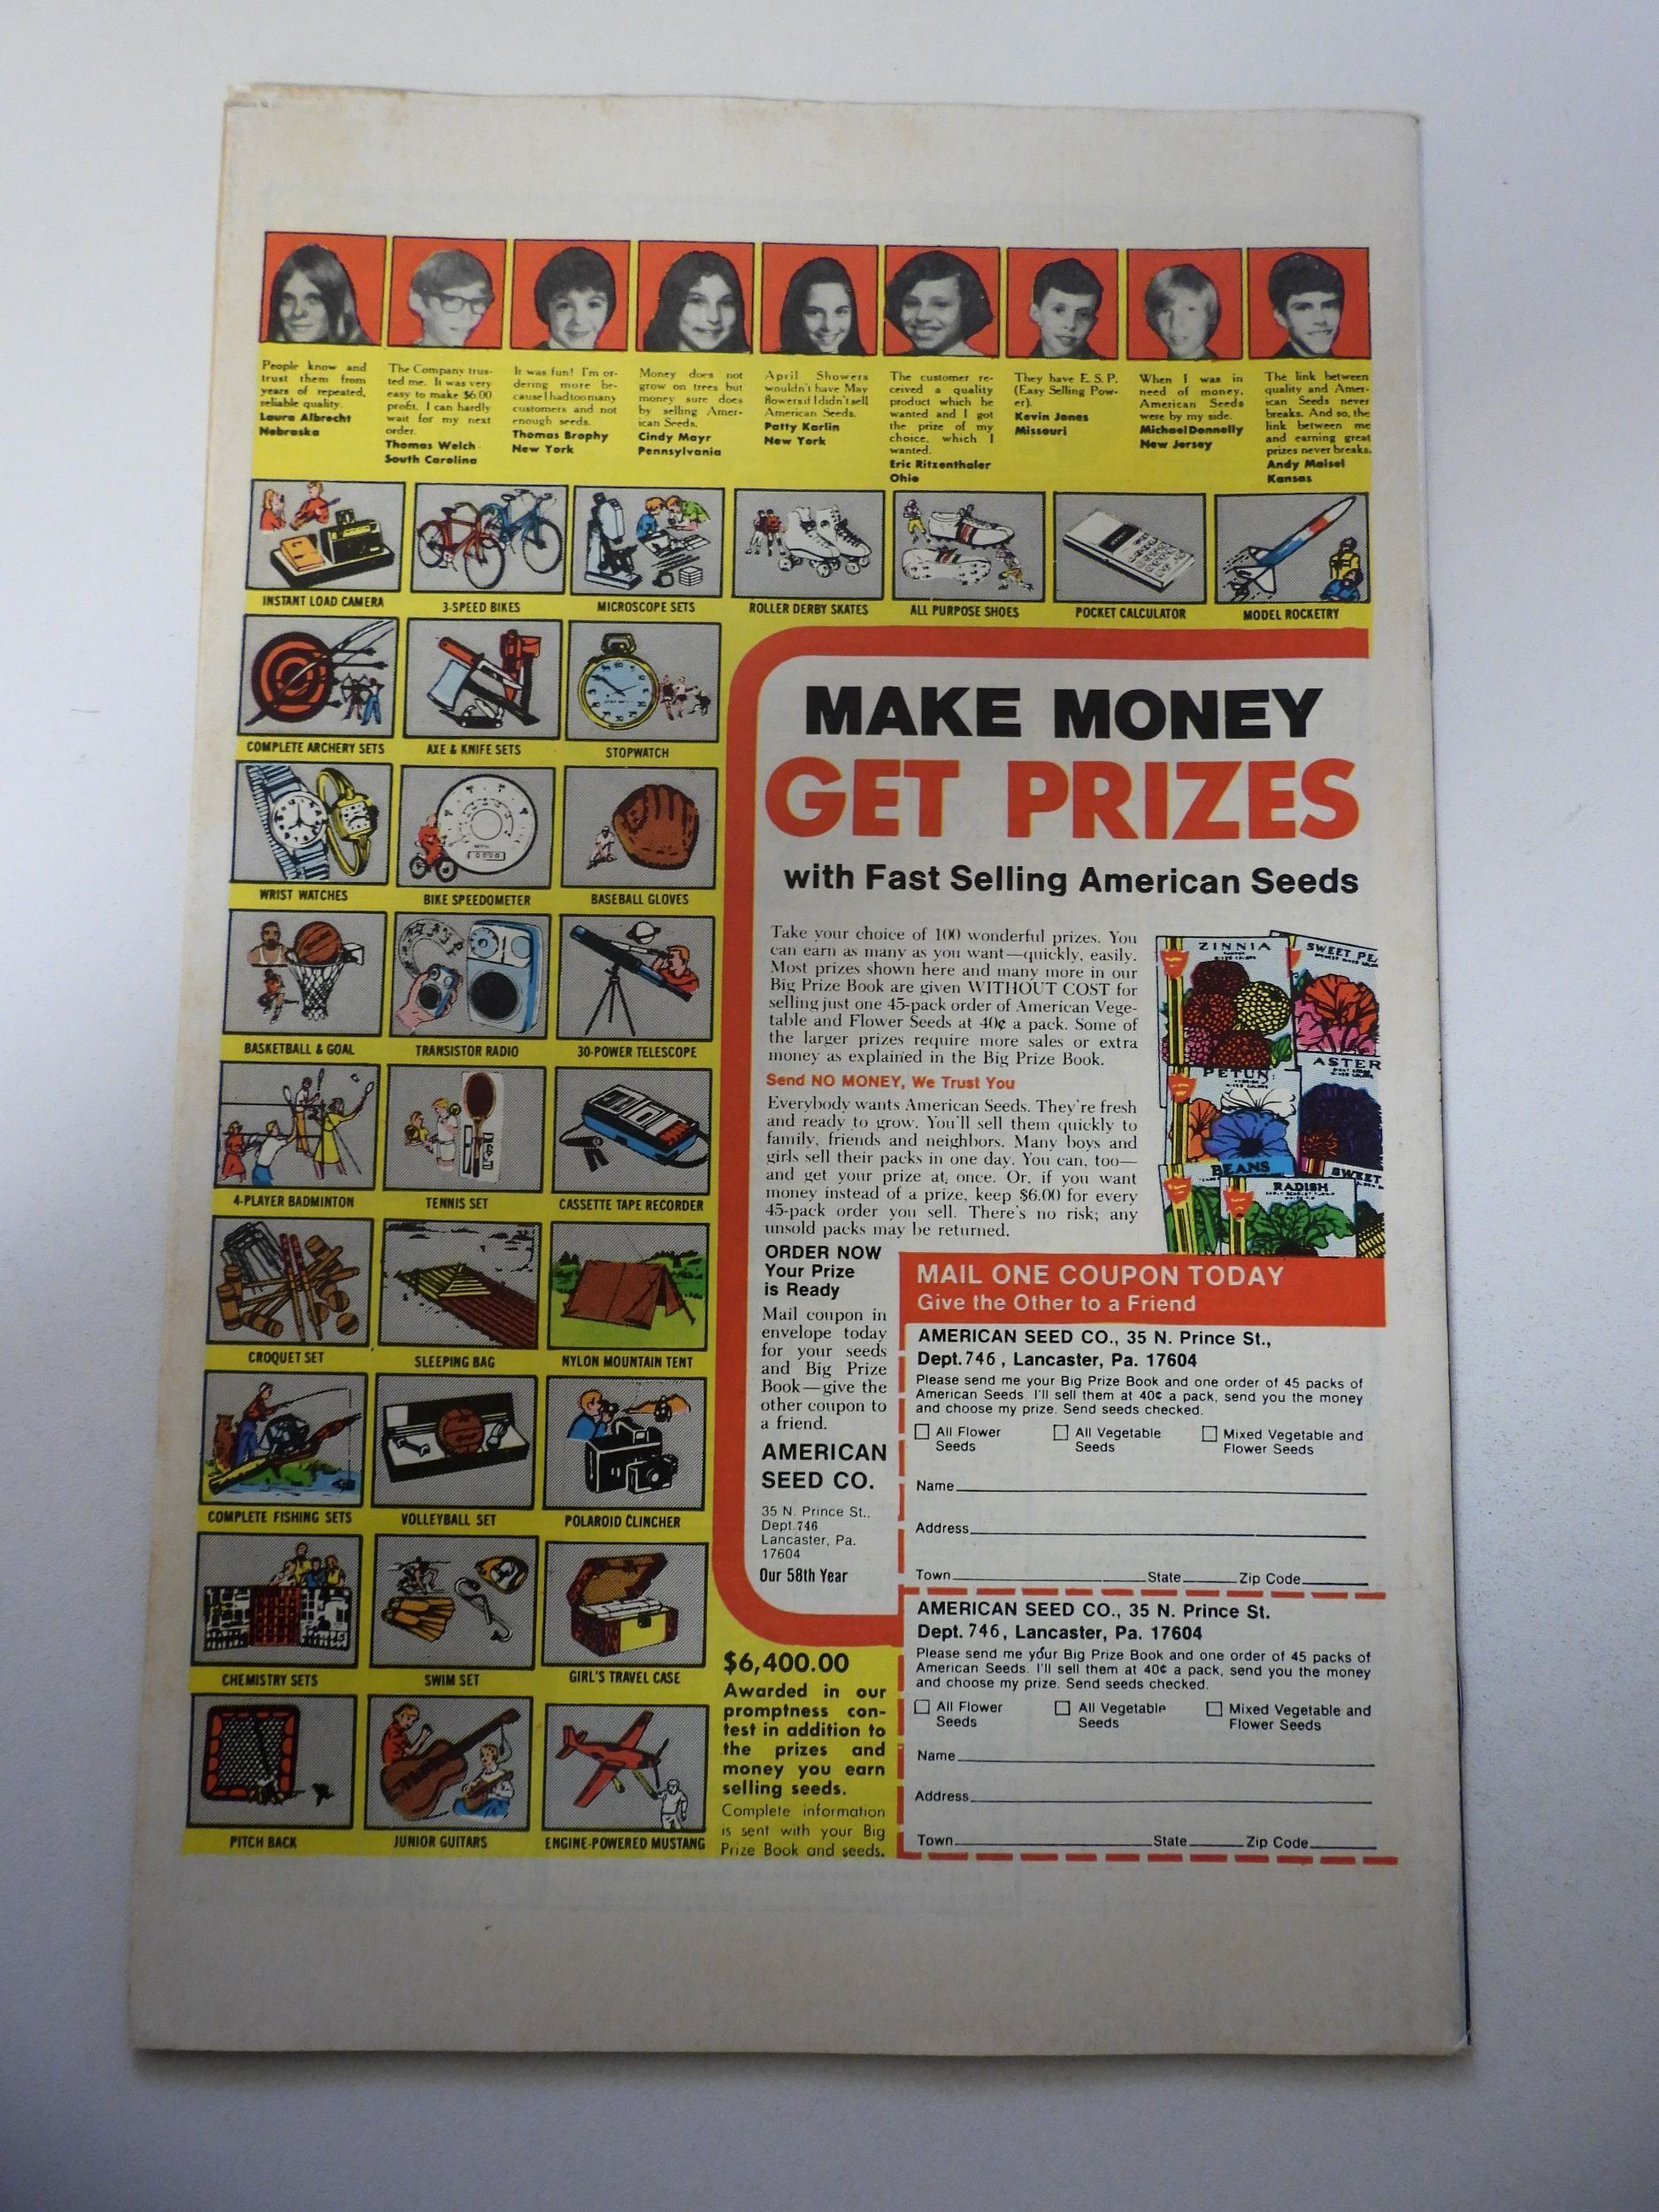 People know and
trust them from
years of repeated,
reliable quality.
Laura Albrecht
Nebraska
The Company trus-
ted me. It was very
easy to make $6.00
profit. I can hardly
wait for my next
order.
Thomas Welch
South Carolina
It was fun! I'm or-
dering more be-
cause I had too many
customers and not
enough seeds.
Thomas Brophy
New York
Money does not
grow on trees but
money sure does
by selling Amer-
ican Seeds.
Cindy Mayr
Pennsylvania
April Showers
wouldn't have May
flowers if I didn't sell
American Seeds.
Patty Karlin
New York
The customer re-
ceived a quality
product which he
wanted and I got
the prize of my
choice, which I
wanted.
Eric Ritzenthaler
Ohio
They have E. S. P.
(Easy Selling Pow-
er).
Kevin Jones
Missouri
When I was in
need of money,
American Seeds
were by my side.
Michael Donnelly
New Jersey
The link between
quality and Amer-
ican Seeds never
breaks. And so, the
link between me
and earning great
prizes never breaks.
Andy Maisel
Kansas
INSTANT LOAD CAMERA
3-SPEED BIKES
MICROSCOPE SETS
ROLLER DERBY SKATES
ALL PURPOSE SHOES
POCKET CALCULATOR
MODEL ROCKETRY
COMPLETE ARCHERY SETS
AXE & KNIFE SETS
STOPWATCH
WRIST WATCHES
BIKE SPEEDOMETER
BASEBALL GLOVES
BASKETBALL & GOAL
TRANSISTOR RADIO
30-POWER TELESCOPE
4-PLAYER BADMINTON
TENNIS SET
CASSETTE TAPE RECORDER
CROQUET SET
SLEEPING BAG
NYLON MOUNTAIN TENT
COMPLETE FISHING SETS
VOLLEYBALL SET
POLAROID CLINCHER
CHEMISTRY SETS
SWIM SET
GIRL'S TRAVEL CASE
PITCH BACK
JUNIOR GUITARS
ENGINE-POWERED MUSTANG
MAKE MONEY
GET PRIZES
with Fast Selling American Seeds
Take your choice of 100 wonderful prizes. You
can earn as many as you want—quickly, easily.
Most prizes shown here and many more in our
Big Prize Book are given WITHOUT COST for
selling just one 45-pack order of American Vege-
table and Flower Seeds at 40¢ a pack. Some of
the larger prizes require more sales or extra
money as explained in the Big Prize Book.
Send NO MONEY, We Trust You
Everybody wants American Seeds. They're fresh
and ready to grow. You'll sell them quickly to
family, friends and neighbors. Many boys and
girls sell their packs in one day. You can, too—
and get your prize at once. Or, if you want
money instead of a prize, keep $6.00 for every
45-pack order you sell. There's no risk; any
unsold packs may be returned.
ZINNIA
SWEET PE
ASTER
PETUN
BEANS
SWEET
RADISH
ORDER NOW
Your Prize
is Ready
Mail coupon in
envelope today
for your seeds
and Big Prize
Book—give the
other coupon to
a friend.
AMERICAN
SEED CO.
35 N. Prince St.,
Dept.746
Lancaster, Pa.
17604
Our 58th Year
$6,400.00
Awarded in our
promptness con-
test in addition to
the prizes and
money you earn
selling seeds.
Complete information
is sent with your Big
Prize Book and seeds.
MAIL ONE COUPON TODAY
Give the Other to a Friend
AMERICAN SEED CO., 35 N. Prince St.,
Dept.746, Lancaster, Pa. 17604
Please send me your Big Prize Book and one order of 45 packs of
American Seeds. I'll sell them at 40¢ a pack, send you the money
and choose my prize. Send seeds checked.
All Flower Seeds
All Vegetable Seeds
Mixed Vegetable and Flower Seeds
Name
Address
Town State Zip Code
AMERICAN SEED CO., 35 N. Prince St.
Dept. 746, Lancaster, Pa. 17604
Please send me your Big Prize Book and one order of 45 packs of
American Seeds. I'll sell them at 40¢ a pack, send you the money
and choose my prize. Send seeds checked.
All Flower Seeds
All Vegetable Seeds
Mixed Vegetable and Flower Seeds
Name
Address
Town State Zip Code